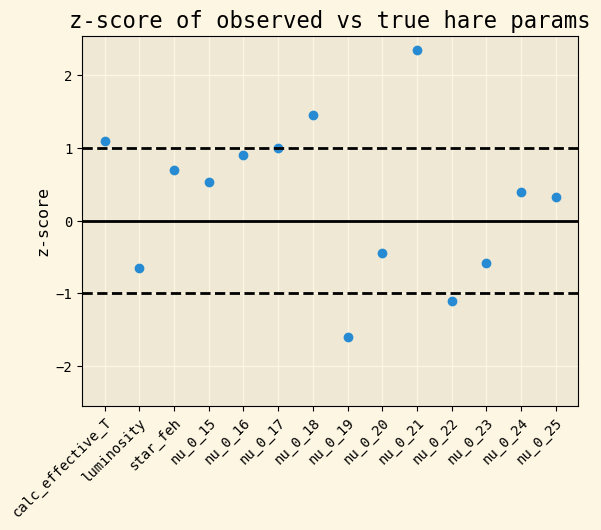 z-score of observed vs true hare params
z-score
2
1
0
−1
−2
calc_effective_T
luminosity
star_feh
nu_0_15
nu_0_16
nu_0_17
nu_0_18
nu_0_19
nu_0_20
nu_0_21
nu_0_22
nu_0_23
nu_0_24
nu_0_25